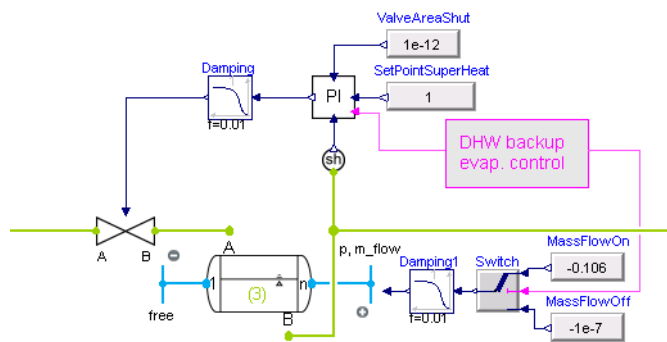 ValveAreaShut
1e-12
Damping
SetPointSuperHeat
PI
1
f=0.01
DHW backup
evap. control
sh
A
B
A
p, m_flow
MassFlowOn
Damping1
Switch
-0.106
1
n
(3)
free
B
MassFlowOff
f=0.01
-1e-7